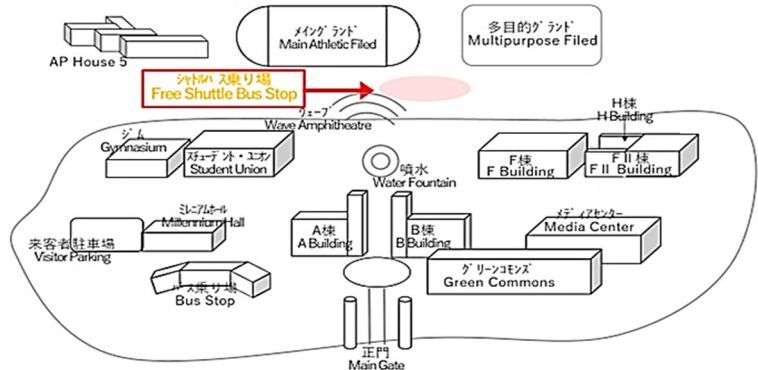 メイングランド
Main Athletic Filed
多目的グランド
Multipurpose Filed
AP House 5
シャトルバス乗り場
Free Shuttle Bus Stop
ウェーブ
Wave Amphitheatre
H棟
H Building
ジム
Gymnasium
スチューデント・ユニオン
Student Union
噴水
Water Fountain
F棟
F Building
FⅡ棟
FⅡ Building
ミレニアムホール
Millennium Hall
来客者駐車場
Visitor Parking
A棟
A Building
B棟
B Building
メディアセンター
Media Center
バス乗り場
Bus Stop
グリーンコモンズ
Green Commons
正門
Main Gate